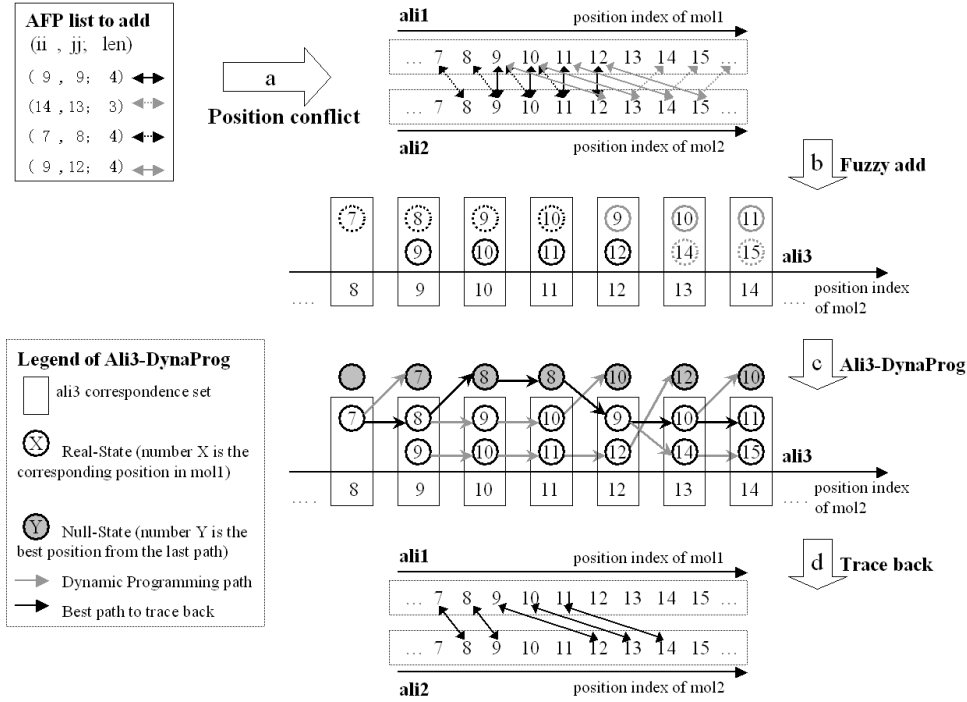 AFP list to add
(ii , jj; len)
( 9 , 9; 4)
(14 ,13; 3)
( 7 , 8; 4)
( 9 ,12; 4)
a
Position conflict
ali1
position index of mol1
... 7 8 9 10 11 12 13 14 15 ...
... 7 8 9 10 11 12 13 14 15 ...
ali2
position index of mol2
b
Fuzzy add
7 8 9 10 9 10 11
9 10 11 12 14 15
ali3
.... 8 9 10 11 12 13 14 ....
position index
of mol2
Legend of Ali3-DynaProg
ali3 correspondence set
X
Real-State (number X is the
corresponding position in mol1)
Y
Null-State (number Y is the
best position from the last path)
Dynamic Programming path
Best path to trace back
c
Ali3-DynaProg
7 8 8 10 12 10
7 8 9 10 9 10 11
9 10 11 12 14 15
ali3
.... 8 9 10 11 12 13 14 ....
position index
of mol2
d
Trace back
ali1
position index of mol1
... 7 8 9 10 11 12 13 14 15 ...
... 7 8 9 10 11 12 13 14 15 ...
ali2
position index of mol2